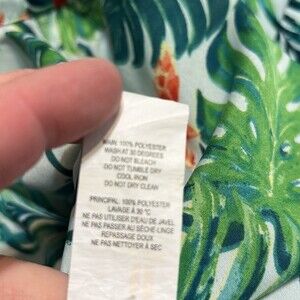 MAIN: 100% POLYESTER
WASH AT 30 DEGREES
DO NOT BLEACH
DO NOT TUMBLE DRY
COOL IRON
DO NOT DRY CLEAN
PRINCIPAL: 100% POLYESTER
LAVAGE À 30 °C
NE PAS UTILISER D'EAU DE JAVEL
NE PAS PASSER AU SÈCHE-LINGE
REPASSAGE DOUX
NE PAS NETTOYER À SEC